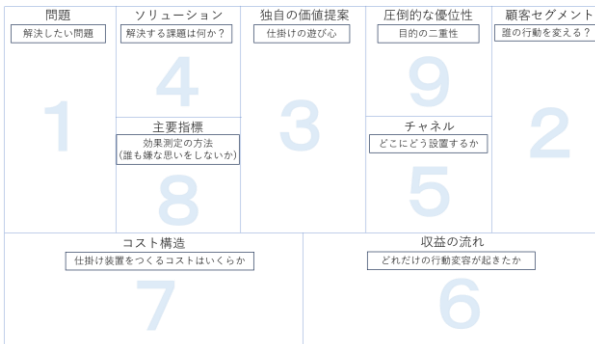 問題
解決したい問題
1
ソリューション
解決する課題は何か？
4
主要指標
効果測定の方法
(誰も嫌な思いをしないか)
8
独自の価値提案
仕掛けの遊び心
3
圧倒的な優位性
目的の二重性
9
チャネル
どこにどう設置するか
5
顧客セグメント
誰の行動を変える？
2
コスト構造
仕掛け装置をつくるコストはいくらか
7
収益の流れ
どれだけの行動変容が起きたか
6